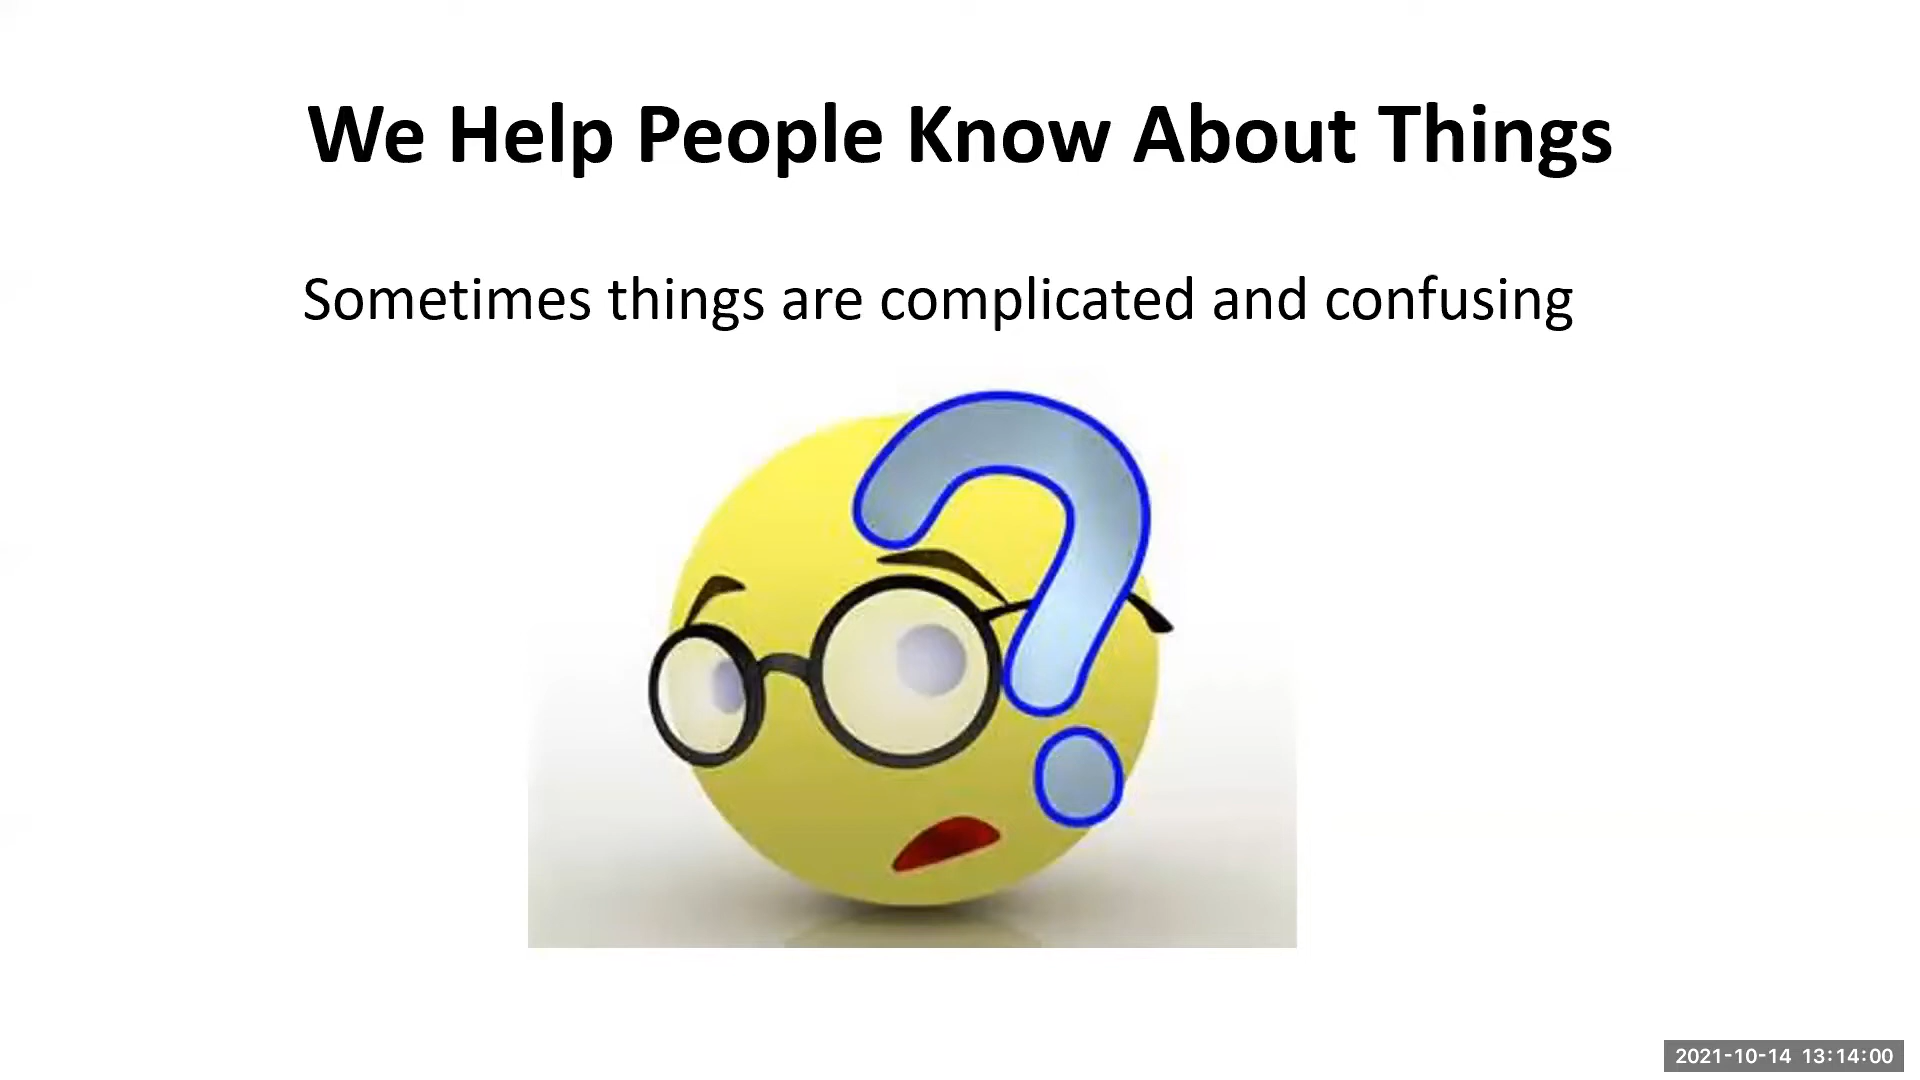 We Help People Know About Things
Sometimes things are complicated and confusing
?
2021-10-14 13:14:00